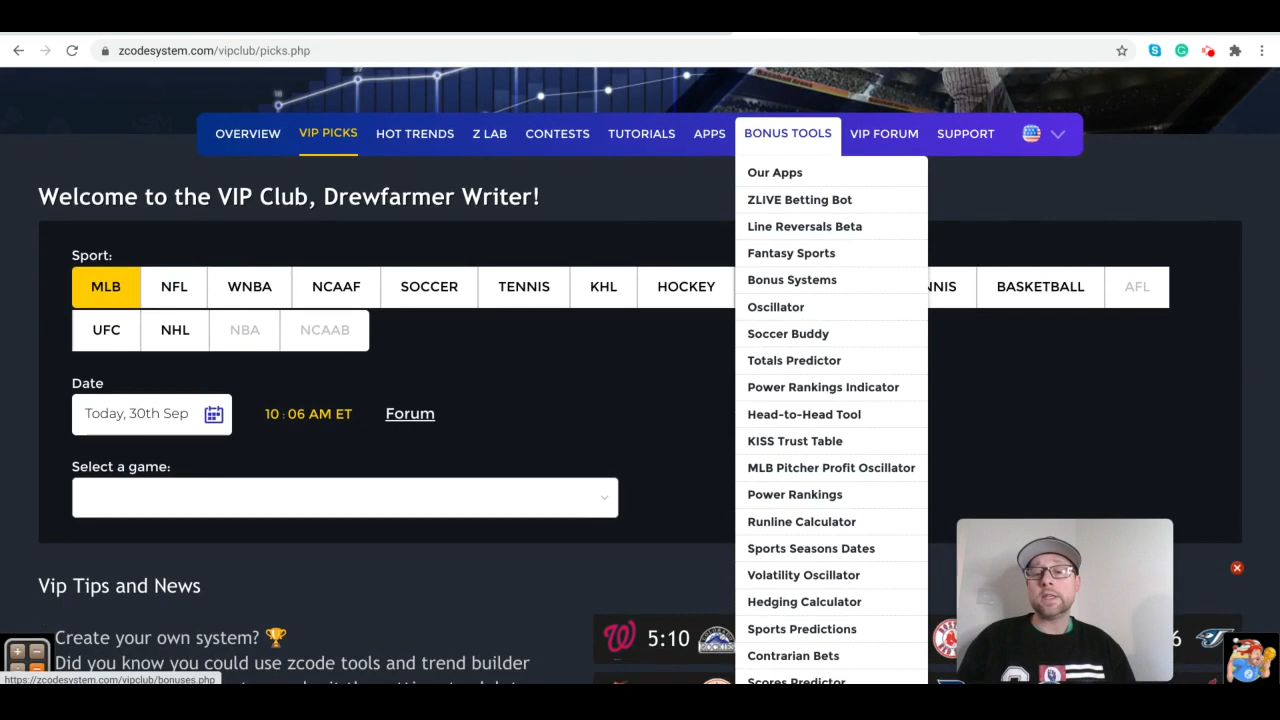 zcodesystem.com/vipclub/picks.php
OVERVIEW VIP PICKS HOT TRENDS Z LAB CONTESTS TUTORIALS APPS BONUS TOOLS VIP FORUM SUPPORT
Welcome to the VIP Club, Drewfarmer Writer!
Sport:
MLB NFL WNBA NCAAF SOCCER TENNIS KHL HOCKEY NNIS BASKETBALL AFL
UFC NHL NBA NCAAB
Date
Today, 30th Sep 10:06 AM ET Forum
Select a game:
Our Apps
ZLIVE Betting Bot
Line Reversals Beta
Fantasy Sports
Bonus Systems
Oscillator
Soccer Buddy
Totals Predictor
Power Rankings Indicator
Head-to-Head Tool
KISS Trust Table
MLB Pitcher Profit Oscillator
Power Rankings
Runline Calculator
Sports Seasons Dates
Volatility Oscillator
Hedging Calculator
Sports Predictions
Contrarian Bets
Scores Predictor
Vip Tips and News
Create your own system? 🏆
Did you know you could use zcode tools and trend builder
W 5:10 6
https://zcodesystem.com/vipclub/bonuses.php